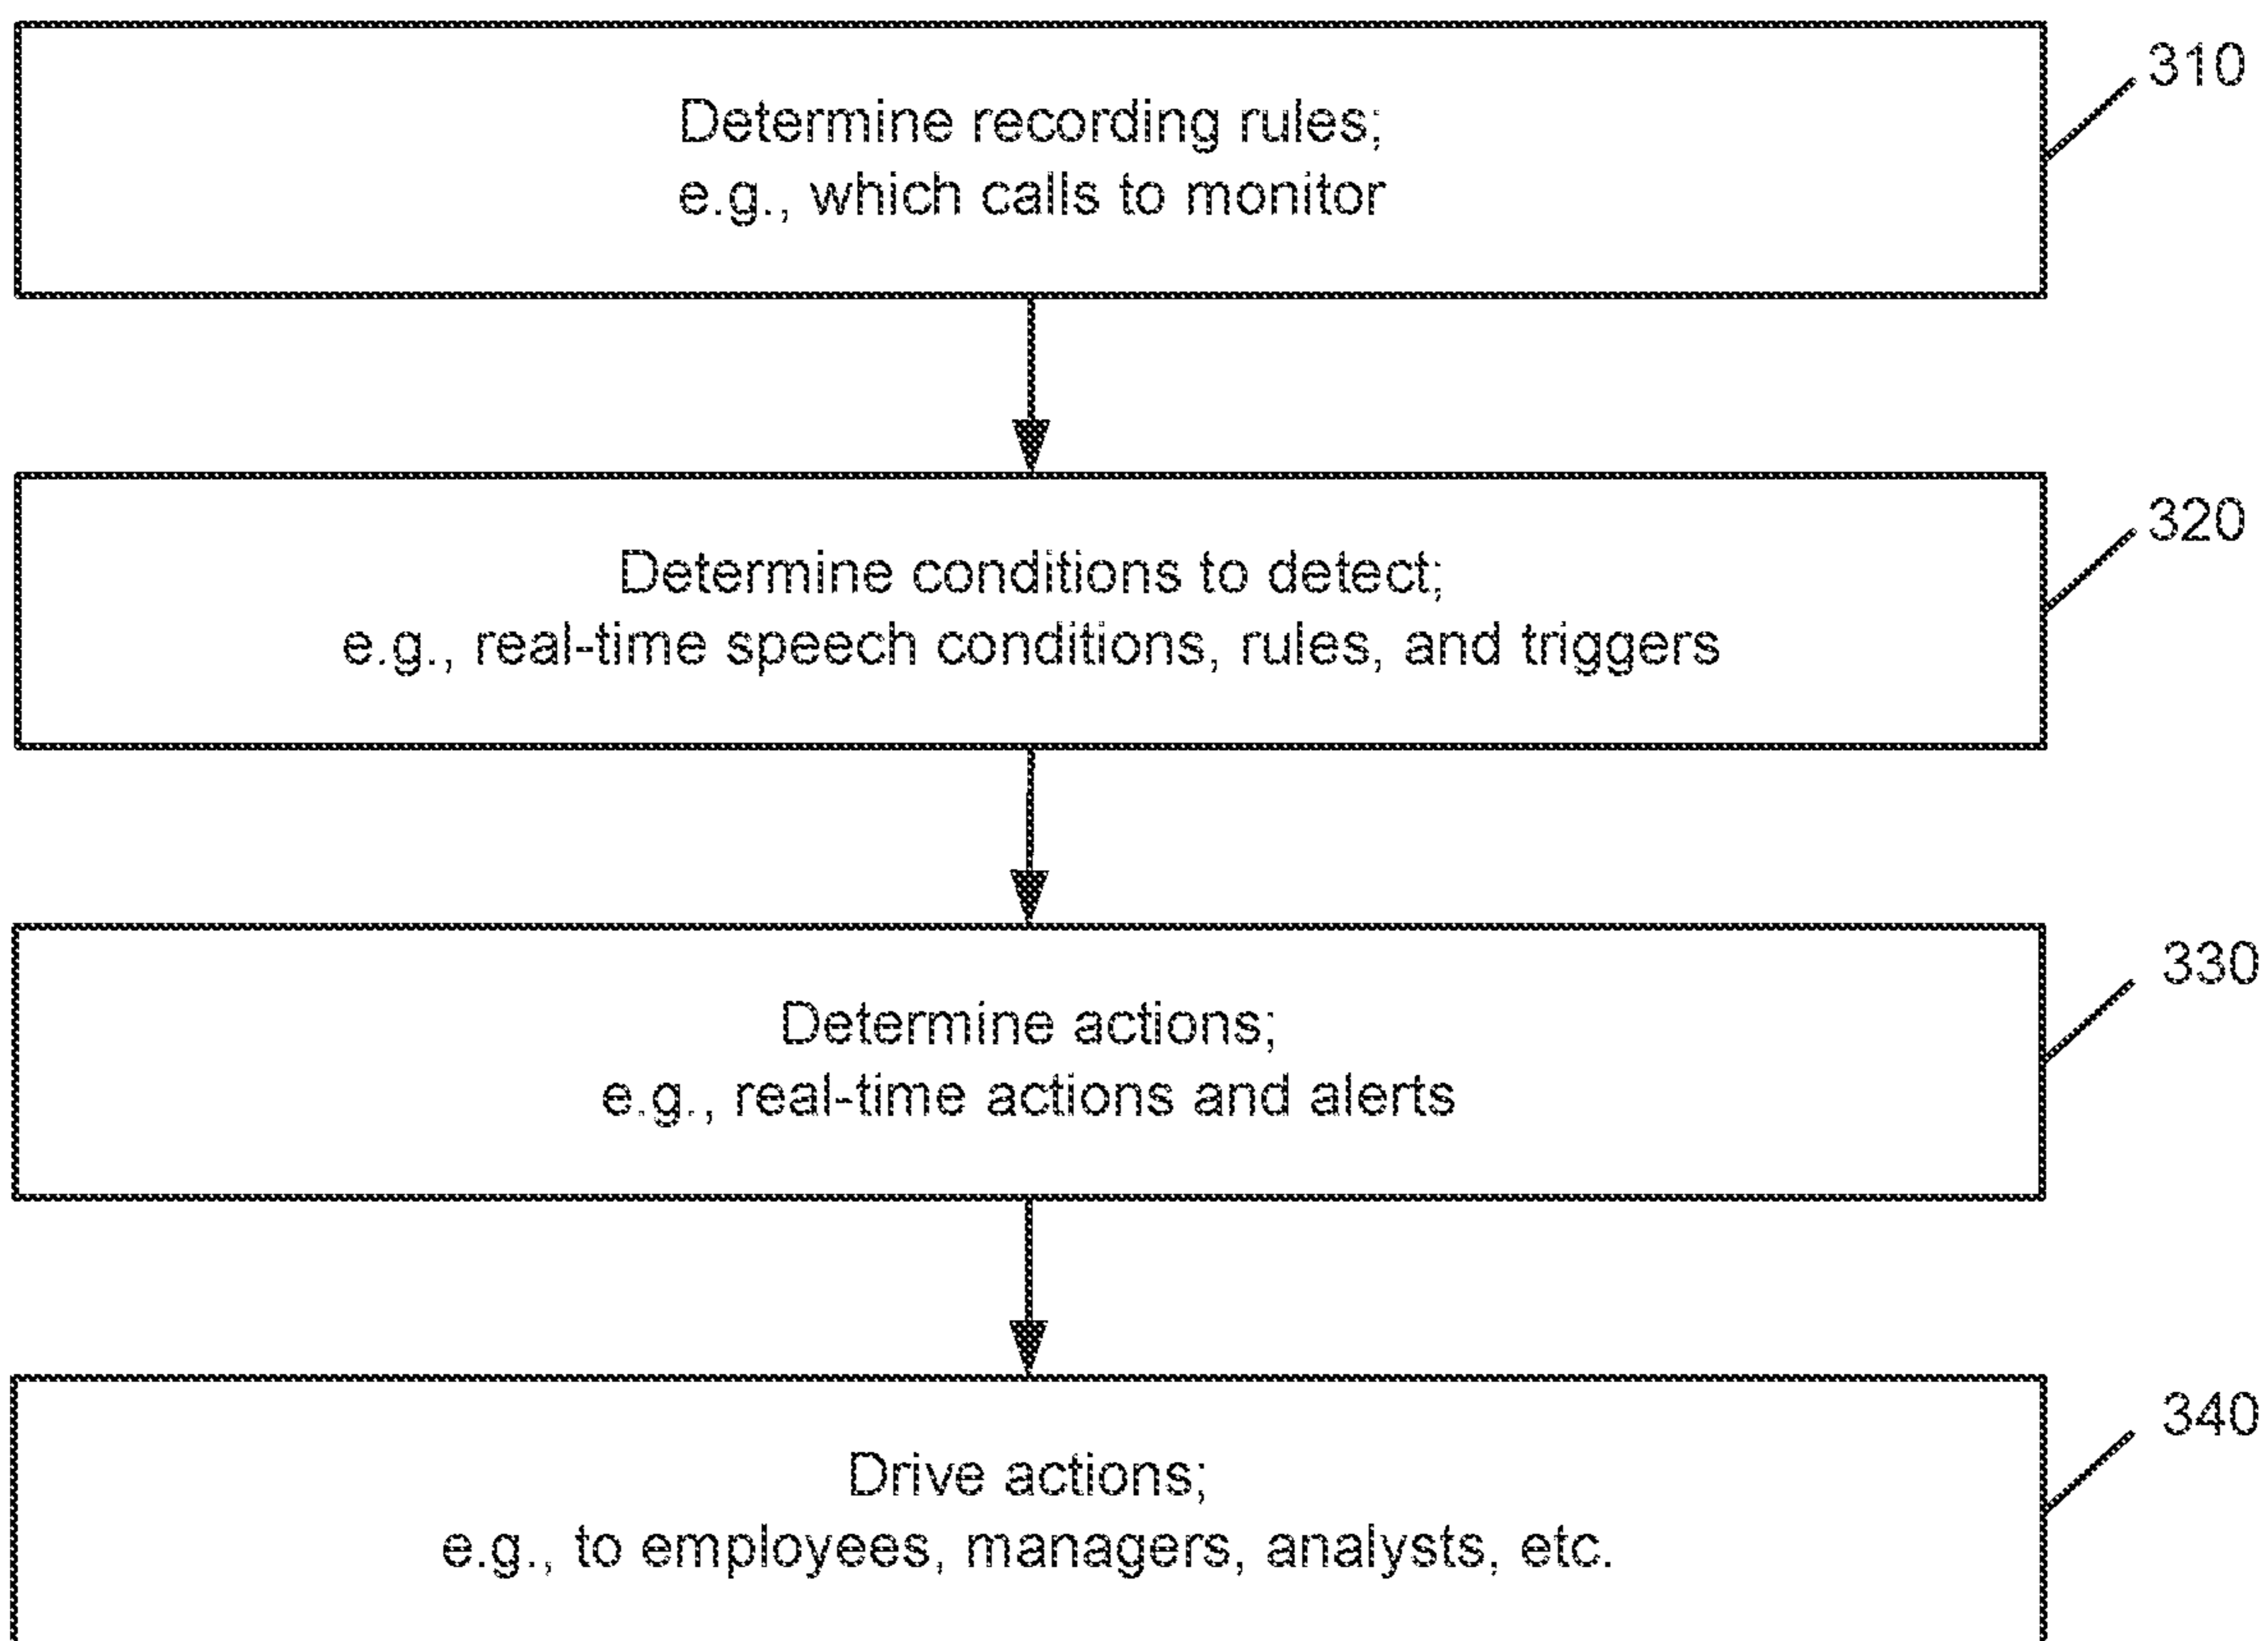 310
Determine recording rules;
e.g., which calls to monitor
320
Determine conditions to detect;
e.g., real-time speech conditions, rules, and triggers
330
Determine actions;
e.g., real-time actions and alerts
340
Drive actions;
e.g., to employees, managers, analysts, etc.